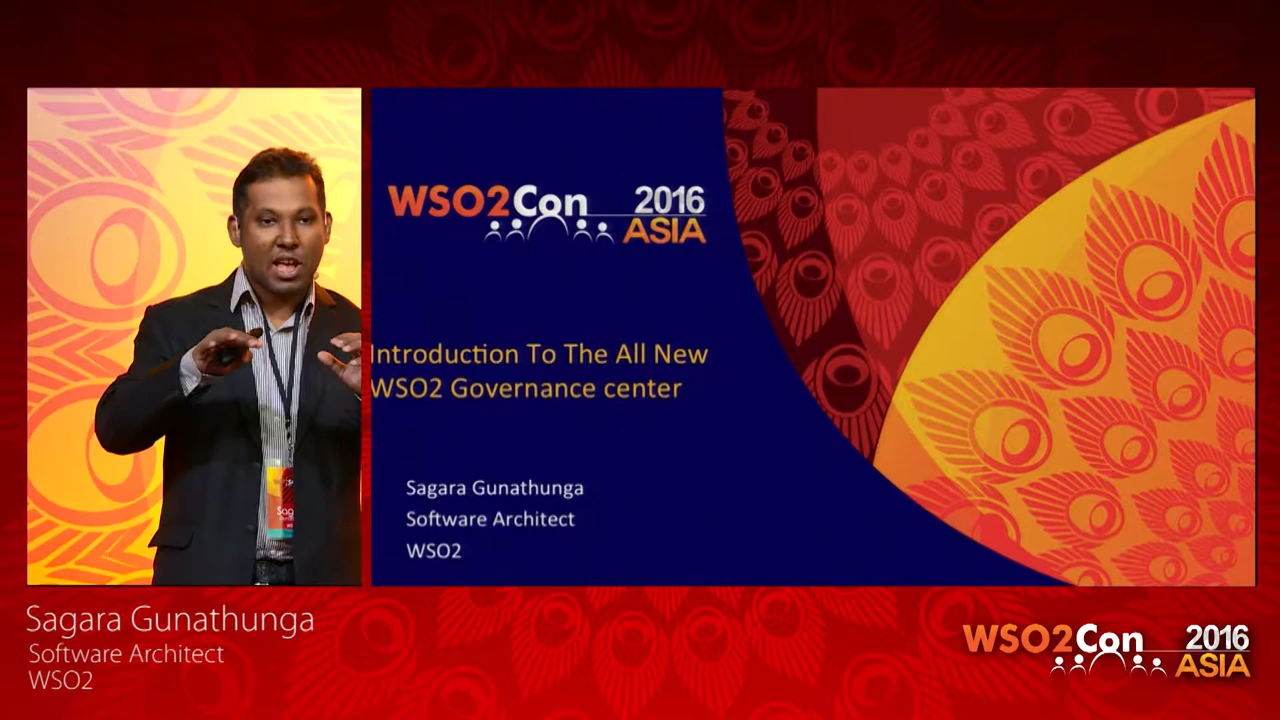 WSO2Con 2016
ASIA
Introduction To The All New
WSO2 Governance center
Sagara Gunathunga
Software Architect
WSO2
Sag
Sagara Gunathunga
Software Architect
WSO2
WSO2Con 2016
ASIA